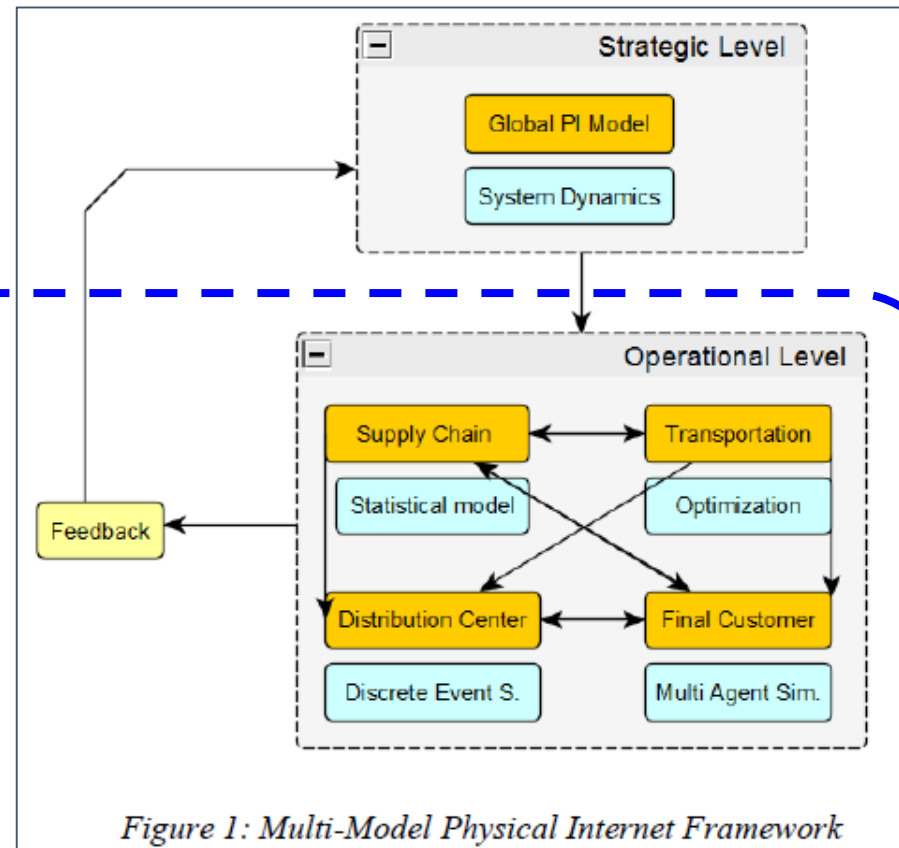 Strategic Level
Global PI Model
System Dynamics
Operational Level
Supply Chain
Transportation
Statistical model
Optimization
Feedback
Distribution Center
Final Customer
Discrete Event S.
Multi Agent Sim.
Figure 1: Multi-Model Physical Internet Framework